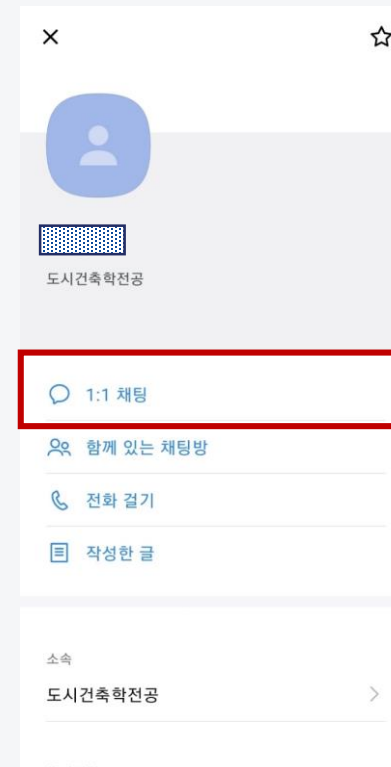 도시건축학전공
1:1 채팅
함께 있는 채팅방
전화 걸기
작성한 글
소속
도시건축학전공